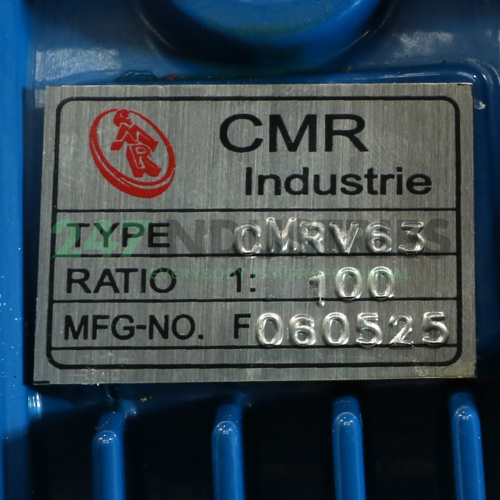 CMR
Industrie
TYPE CMRV63
RATIO 1: 100
MFG-NO. F060525